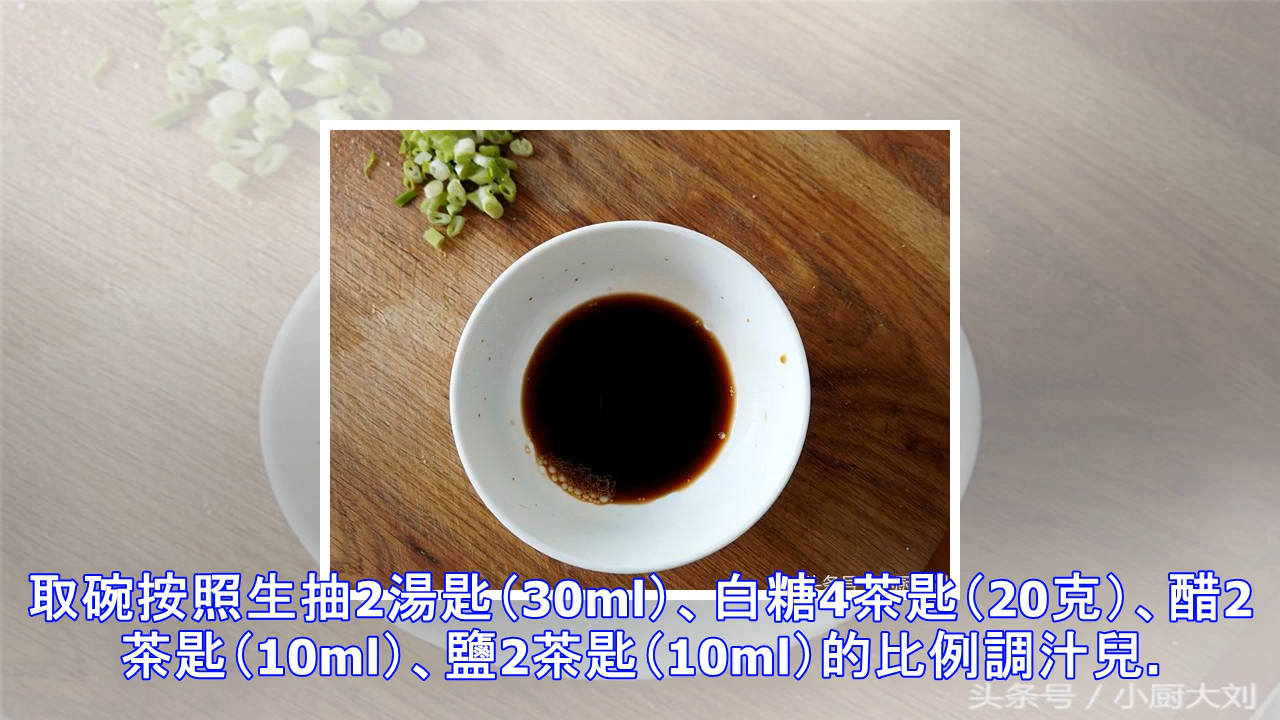 取碗按照生抽2湯匙(30ml)、白糖4茶匙(20克)、醋2
茶匙(10ml)、鹽2茶匙(10ml)的比例調汁兒.
头条号 / 小厨大刘